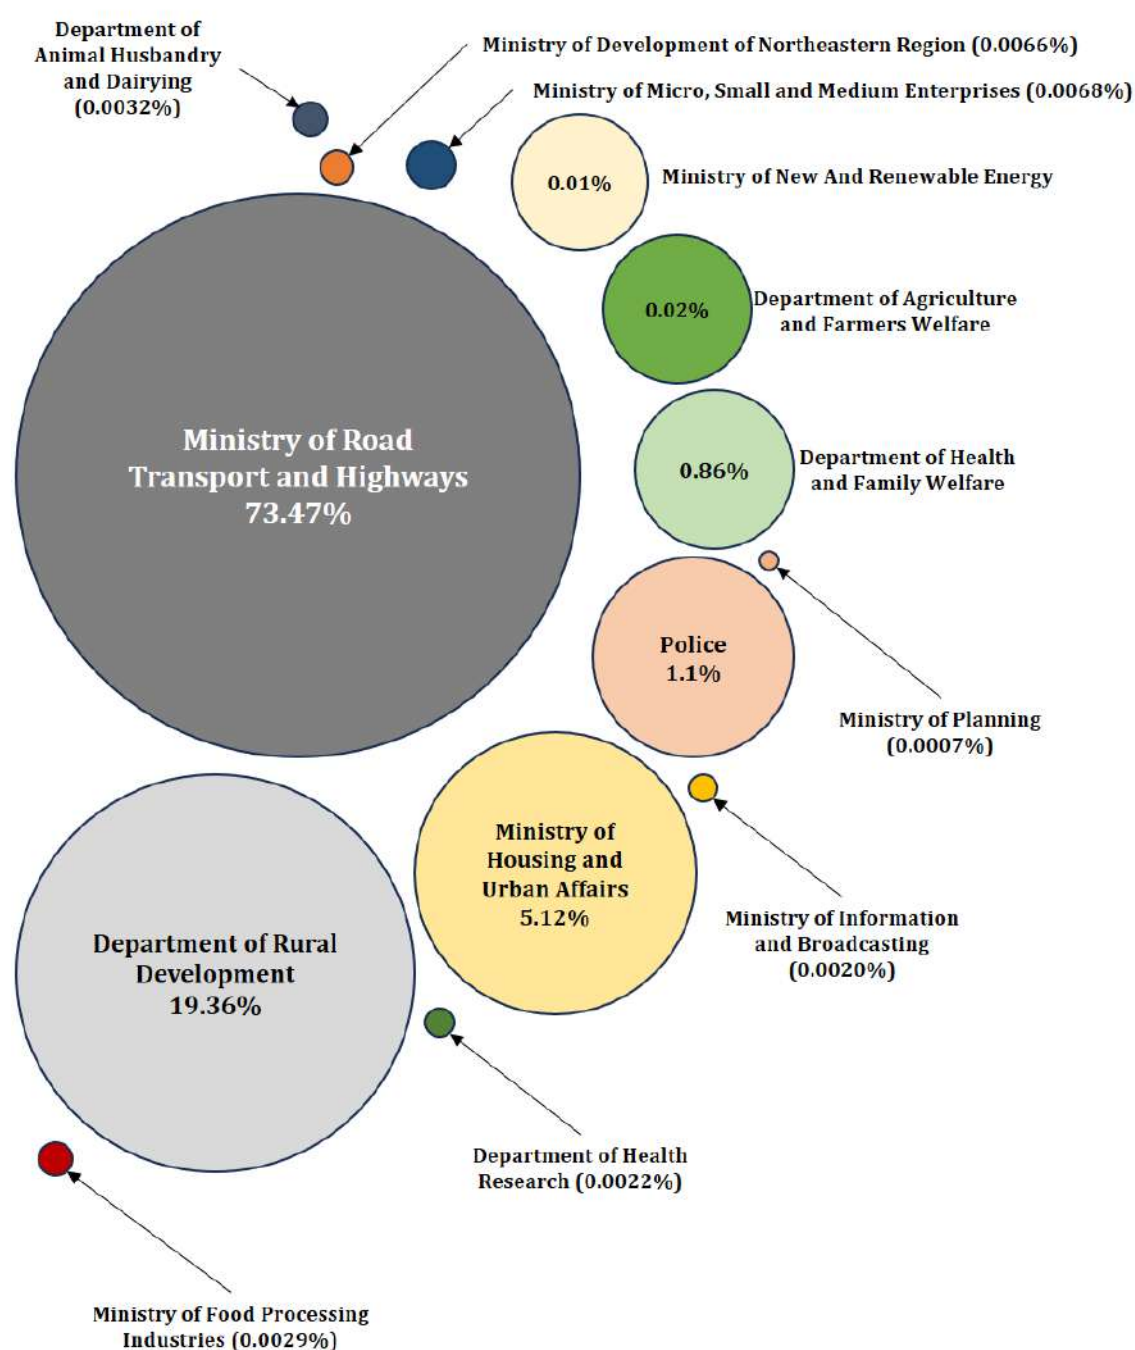 Department of
Animal Husbandry
and Dairying
(0.0032%)
Ministry of Development of Northeastern Region (0.0066%)
Ministry of Micro, Small and Medium Enterprises (0.0068%)
0.01%
Ministry of New And Renewable Energy
0.02%
Department of Agriculture
and Farmers Welfare
Ministry of Road
Transport and Highways
73.47%
0.86%
Department of Health
and Family Welfare
Police
1.1%
Ministry of Planning
(0.0007%)
Ministry of
Housing and
Urban Affairs
5.12%
Ministry of Information
and Broadcasting
(0.0020%)
Department of Rural
Development
19.36%
Department of Health
Research (0.0022%)
Ministry of Food Processing
Industries (0.0029%)